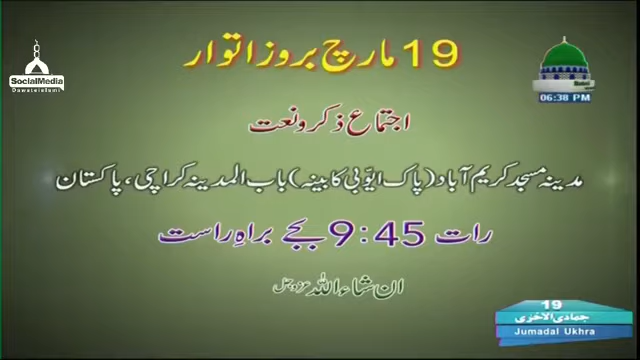 19 مارچ بروز اتوار
SocialMedia
Dawateislami
06:38 PM
اجتماع ذکر و نعت
مدینہ مسجد کریم آباد (پاک ایوبی کابینہ) باب المدینہ کراچی، پاکستان
رات 9:45 بجے براہِ راست
ان شاء اللہ عزوجل
19
جمادی الاخریٰ
Jumadal Ukhra